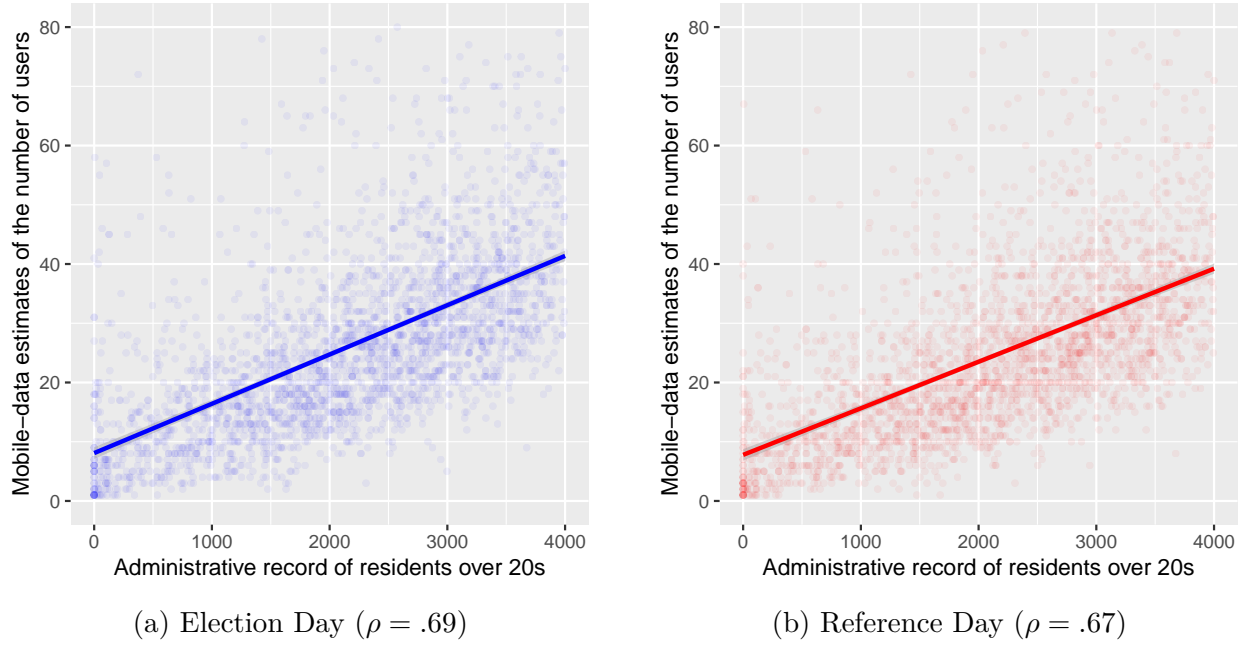 Mobile−data estimates of the number of users
80
60
40
20
0
0 1000 2000 3000 4000
Administrative record of residents over 20s
(a) Election Day (ρ = .69)
Mobile−data estimates of the number of users
80
60
40
20
0
0 1000 2000 3000 4000
Administrative record of residents over 20s
(b) Reference Day (ρ = .67)